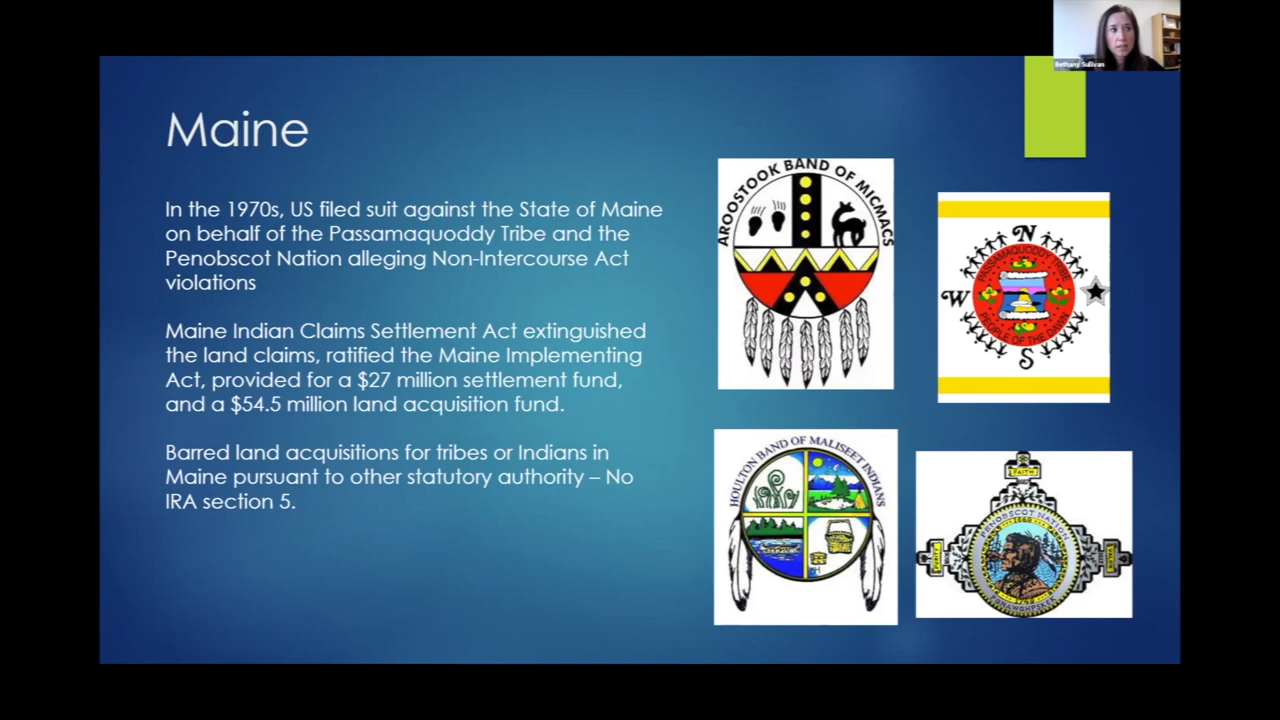 Bethany Sullivan
Maine
In the 1970s, US filed suit against the State of Maine
on behalf of the Passamaquoddy Tribe and the
Penobscot Nation alleging Non-Intercourse Act
violations
Maine Indian Claims Settlement Act extinguished
the land claims, ratified the Maine Implementing
Act, provided for a $27 million settlement fund,
and a $54.5 million land acquisition fund.
Barred land acquisitions for tribes or Indians in
Maine pursuant to other statutory authority – No
IRA section 5.
AROOSTOOK BAND OF MICMACS
N
W
S
PASSAMAQUODDY TRIBE
PEOPLE OF THE DAWN
HOULTON BAND OF MALISEET INDIANS
FAITH
PENOBSCOT NATION